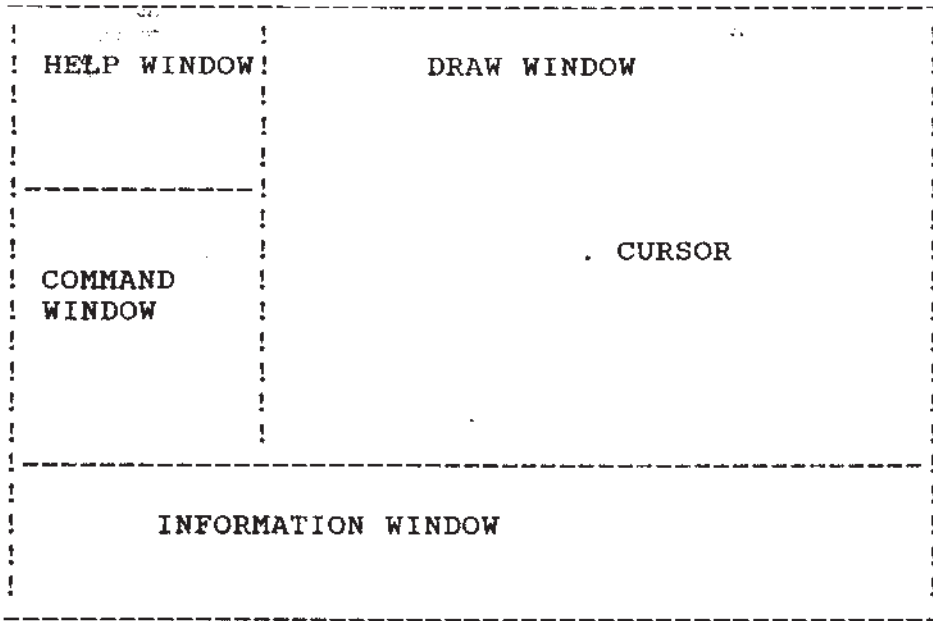 HELP WINDOW
DRAW WINDOW
. CURSOR
COMMAND
WINDOW
INFORMATION WINDOW